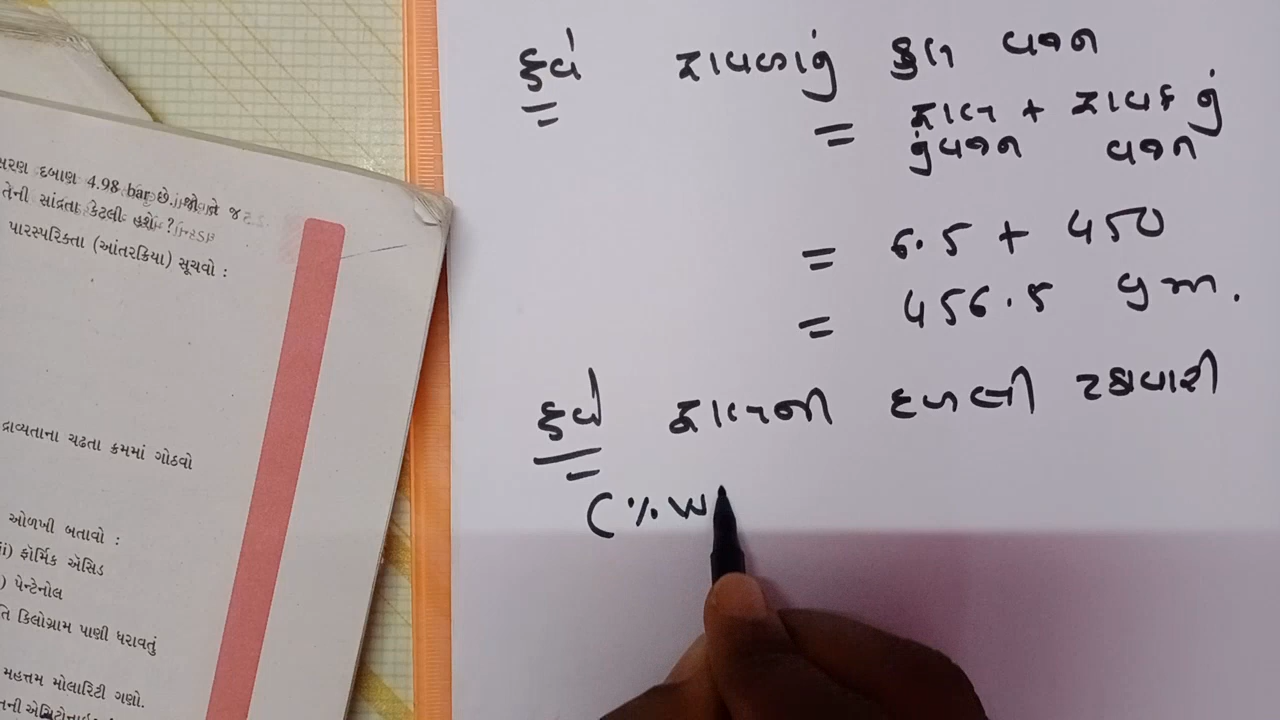 સરણ દબાણ 4.98 bar છે. જો તે જ
તેની સાંદ્રતા કેટલી હશે ?
પારસ્પરિક્તા (આંતરક્રિયા) સૂચવો :
દ્રાવ્યતાના ચઢતા ક્રમમાં ગોઠવો
ઓળખી બતાવો :
ii) ફૉર્મિક ઍસિડ
) પેન્ટેનોલ
તિ કિલોગ્રામ પાણી ધરાવતું
મહત્તમ મોલારિટી ગણો.
હવે દ્રાવણનું કુલ વજન
= દ્રાવ્ય + દ્રાવકનું
નું વજન વજન
= 6.5 + 450
= 456.5 gm.
હવે દ્રાવ્યની દળથી ટકાવારી
(% w